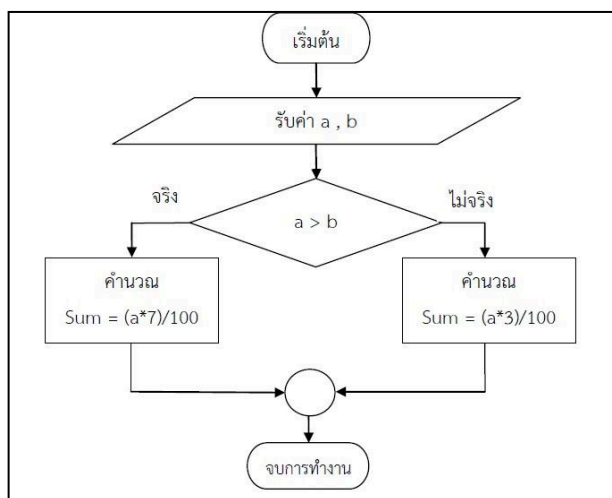 เริ่มต้น
รับค่า a , b
จริง
ไม่จริง
a > b
คำนวณ
Sum = (a*7)/100
คำนวณ
Sum = (a*3)/100
จบการทำงาน